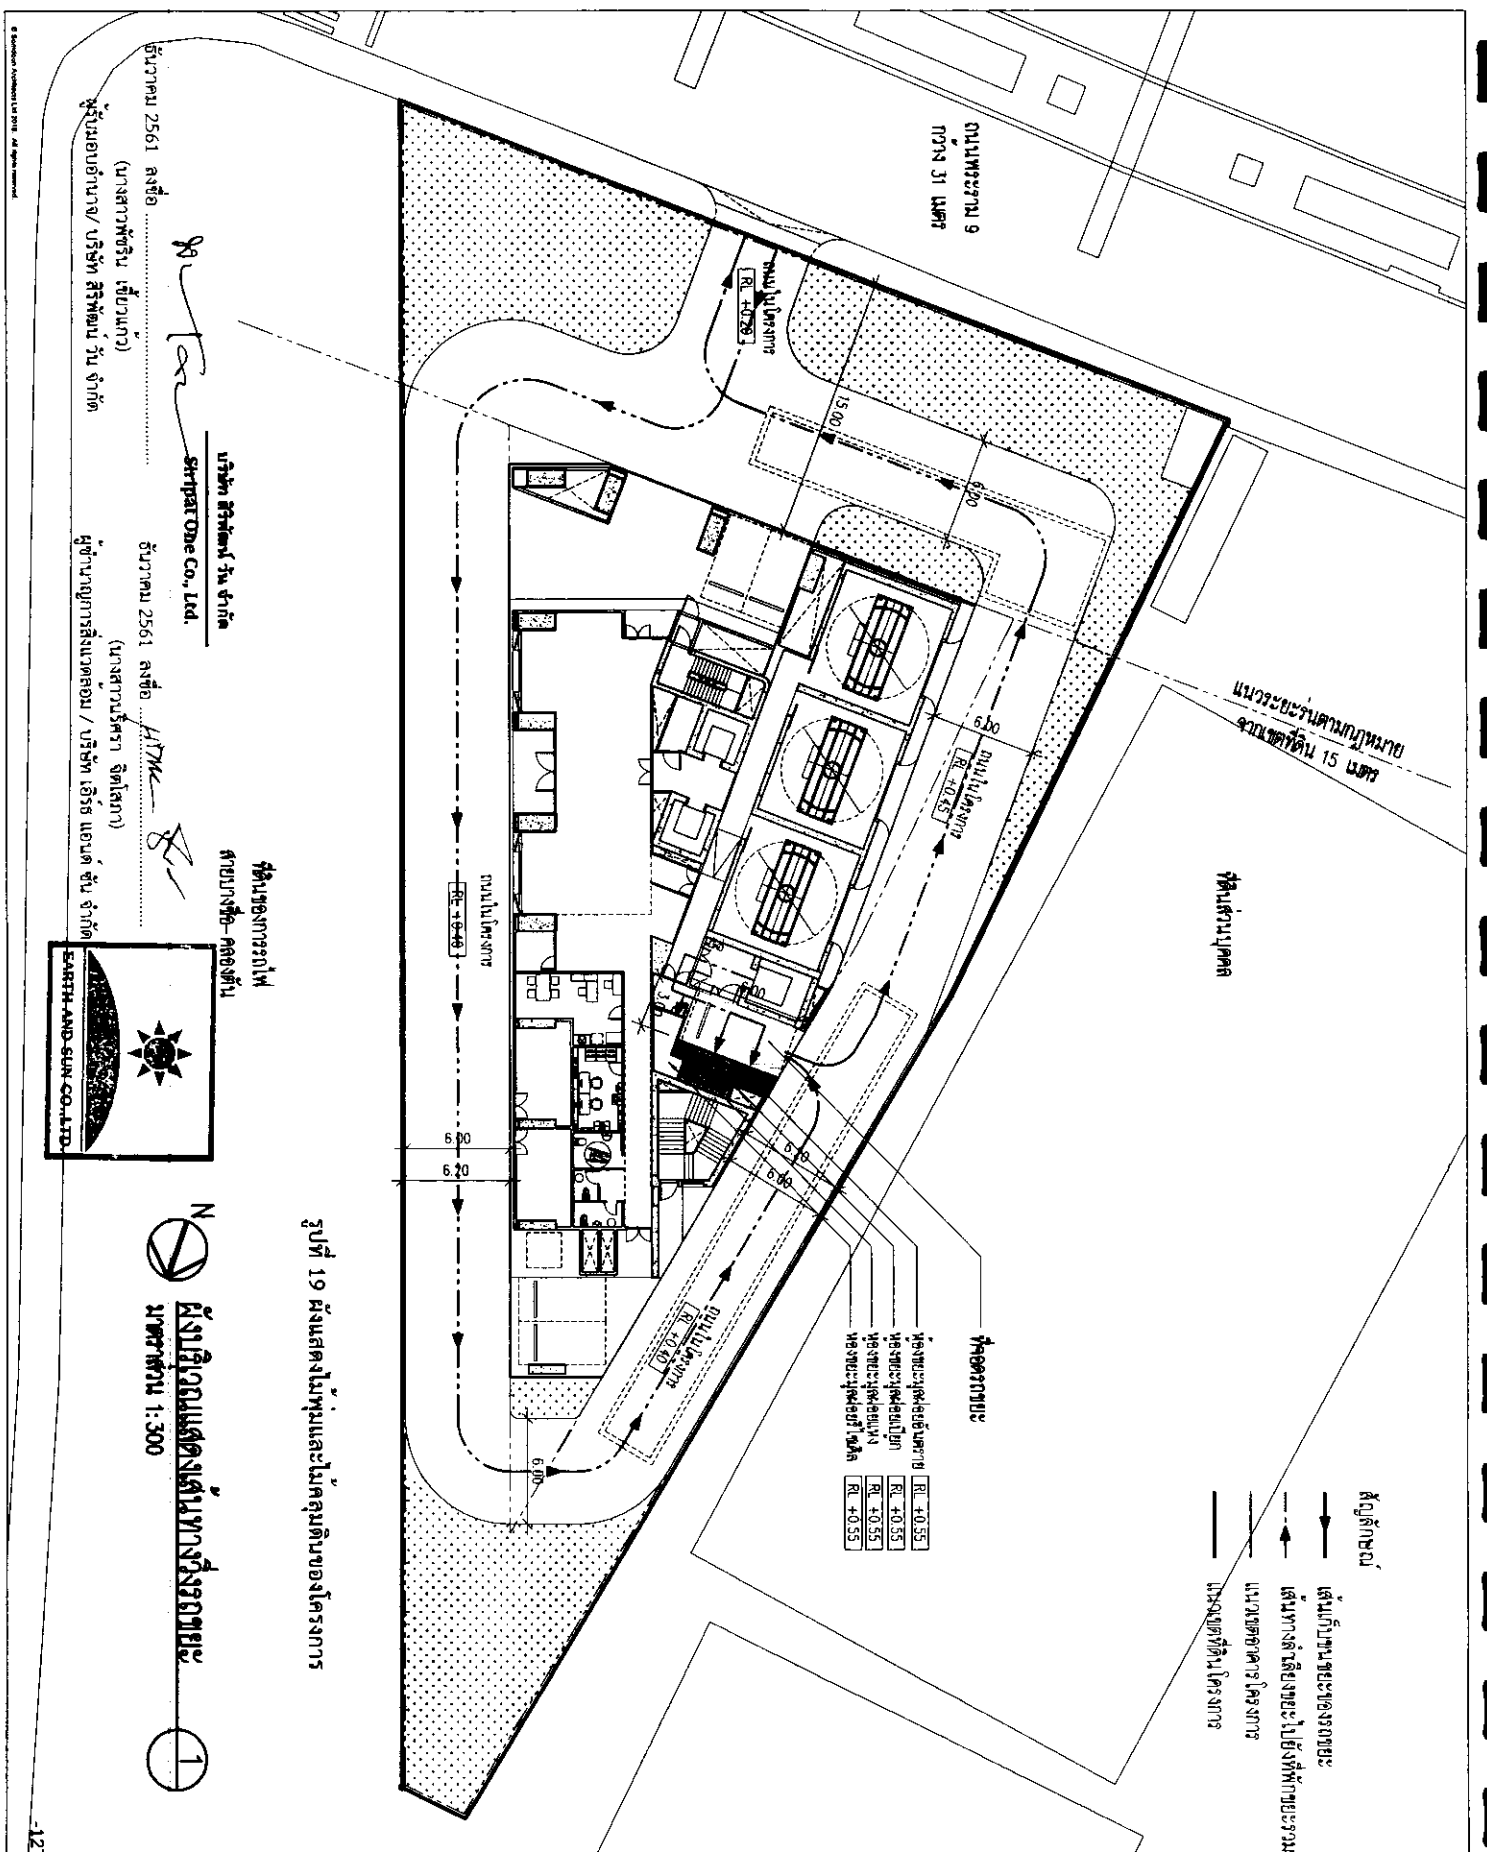 ถนนพระราม 9
กว้าง 31 เมตร
ถนนในโครงการ
RL +0.20
15.00
6.00
แนวระยะร่นตามกฎหมาย
จากเขตที่ดิน 15 เมตร
6.00
ถนนในโครงการ
RL +0.45
ที่ดินส่วนบุคคล
ถนนในโครงการ
RL +0.40
3.00
6.20
6.00
6.00
6.20
ถนนในโครงการ
RL +0.40
6.00
ที่จอดรถขยะ
ห้องขยะมูลฝอยอันตราย RL +0.55
ห้องขยะมูลฝอยเปียก RL +0.55
ห้องขยะมูลฝอยแห้ง RL +0.55
ห้องขยะมูลฝอยรีไซเคิล RL +0.55
สัญลักษณ์
เส้นเก็บขนขยะของรถขยะ
เส้นทางลำเลียงขยะไปยังที่พักขยะรวม
แนวเขตอาคารโครงการ
แนวเขตที่ดินโครงการ
ที่ดินของการรถไฟ
สายบางซื่อ-คลองตัน
รูปที่ 19 ผังแสดงไม้พุ่มและไม้คลุมดินของโครงการ
บริษัท สิริพัฒน์ วัน จำกัด
Siripat One Co., Ltd.
ธันวาคม 2561 ลงชื่อ
(นางสาวพัชริน เขียวแก้ว)
ผู้รับมอบอำนาจ/ บริษัท สิริพัฒน์ วัน จำกัด
ธันวาคม 2561 ลงชื่อ
(นางสาวนริศรา จิตโสภา)
ผู้ชำนาญการสิ่งแวดล้อม / บริษัท เอิร์ธ แอนด์ ซัน จำกัด
EARTH AND SUN CO.,LTD.
N
ผังบริเวณแสดงเส้นทางวิ่งรถขยะ
มาตราส่วน 1:300
1